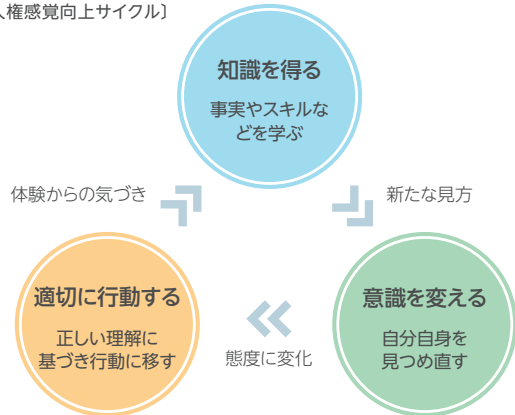 人権感覚向上サイクル〕
知識を得る
事実やスキルな
どを学ぶ
体験からの気づき
新たな見方
適切に行動する
正しい理解に
基づき行動に移す
意識を変える
自分自身を
見つめ直す
態度に変化